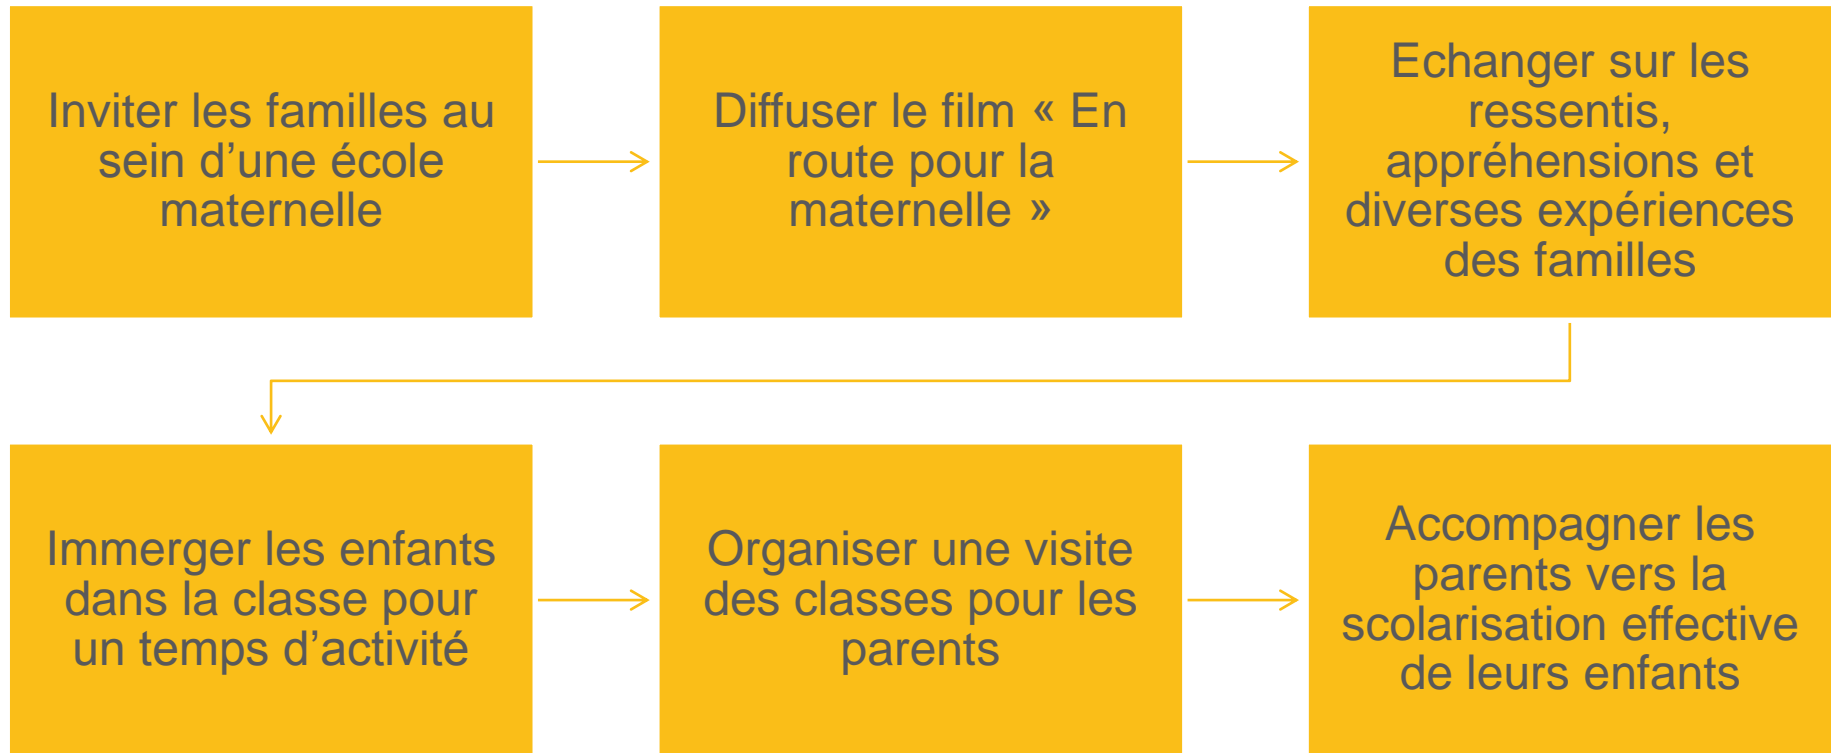 Inviter les familles au
sein d’une école
maternelle
Diffuser le film « En
route pour la
maternelle »
Echanger sur les
ressentis,
appréhensions et
diverses expériences
des familles
Immerger les enfants
dans la classe pour
un temps d’activité
Organiser une visite
des classes pour les
parents
Accompagner les
parents vers la
scolarisation effective
de leurs enfants